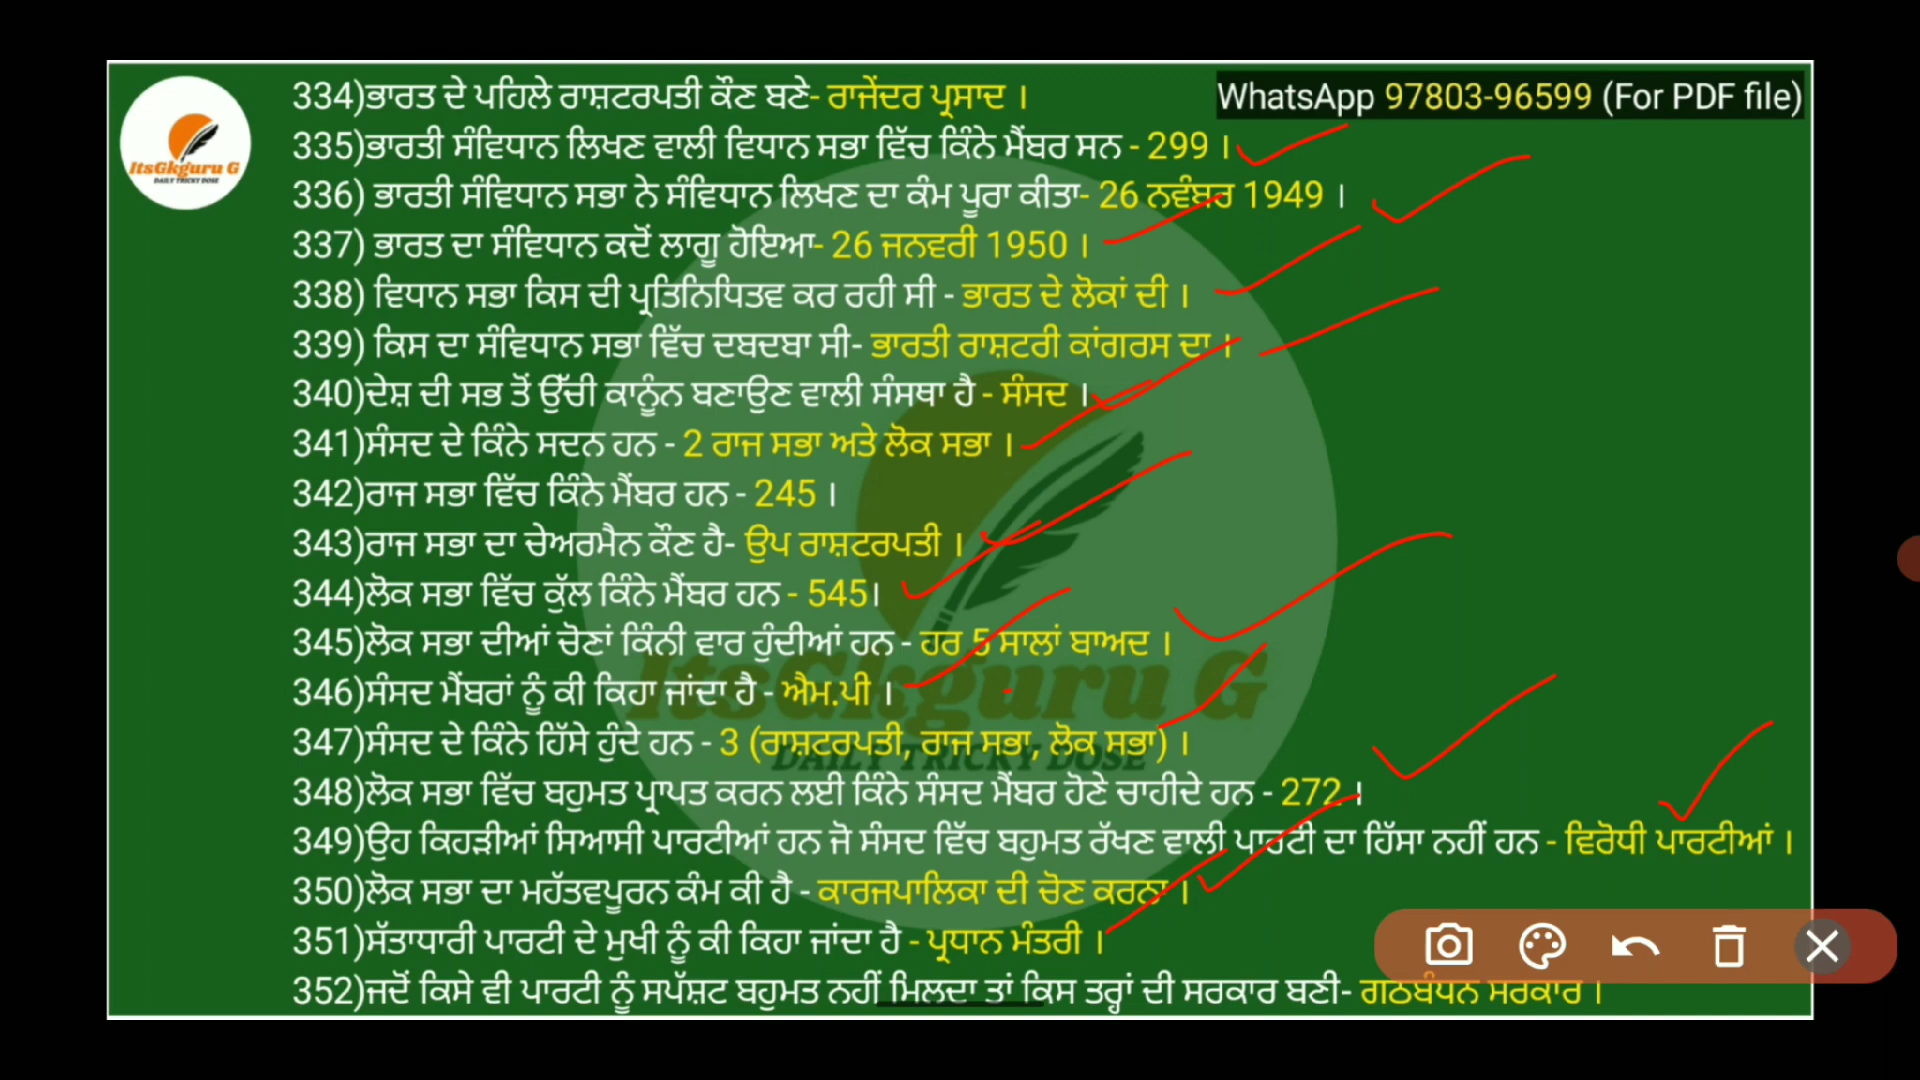 334)ਭਾਰਤ ਦੇ ਪਹਿਲੇ ਰਾਸ਼ਟਰਪਤੀ ਕੌਣ ਬਣੇ- ਰਾਜੇਂਦਰ ਪ੍ਰਸਾਦ ।
WhatsApp 97803-96599 (For PDF file)
335)ਭਾਰਤੀ ਸੰਵਿਧਾਨ ਲਿਖਣ ਵਾਲੀ ਵਿਧਾਨ ਸਭਾ ਵਿੱਚ ਕਿੰਨੇ ਮੈਂਬਰ ਸਨ - 299 ।
336) ਭਾਰਤੀ ਸੰਵਿਧਾਨ ਸਭਾ ਨੇ ਸੰਵਿਧਾਨ ਲਿਖਣ ਦਾ ਕੰਮ ਪੂਰਾ ਕੀਤਾ- 26 ਨਵੰਬਰ 1949 ।
337) ਭਾਰਤ ਦਾ ਸੰਵਿਧਾਨ ਕਦੋਂ ਲਾਗੂ ਹੋਇਆ- 26 ਜਨਵਰੀ 1950 ।
338) ਵਿਧਾਨ ਸਭਾ ਕਿਸ ਦੀ ਪ੍ਰਤਿਨਿਧਿਤਵ ਕਰ ਰਹੀ ਸੀ - ਭਾਰਤ ਦੇ ਲੋਕਾਂ ਦੀ ।
339) ਕਿਸ ਦਾ ਸੰਵਿਧਾਨ ਸਭਾ ਵਿੱਚ ਦਬਦਬਾ ਸੀ- ਭਾਰਤੀ ਰਾਸ਼ਟਰੀ ਕਾਂਗਰਸ ਦਾ ।
340)ਦੇਸ਼ ਦੀ ਸਭ ਤੋਂ ਉੱਚੀ ਕਾਨੂੰਨ ਬਣਾਉਣ ਵਾਲੀ ਸੰਸਥਾ ਹੈ - ਸੰਸਦ ।
341)ਸੰਸਦ ਦੇ ਕਿੰਨੇ ਸਦਨ ਹਨ - 2 ਰਾਜ ਸਭਾ ਅਤੇ ਲੋਕ ਸਭਾ ।
342)ਰਾਜ ਸਭਾ ਵਿੱਚ ਕਿੰਨੇ ਮੈਂਬਰ ਹਨ - 245 ।
343)ਰਾਜ ਸਭਾ ਦਾ ਚੇਅਰਮੈਨ ਕੌਣ ਹੈ- ਉਪ ਰਾਸ਼ਟਰਪਤੀ ।
344)ਲੋਕ ਸਭਾ ਵਿੱਚ ਕੁੱਲ ਕਿੰਨੇ ਮੈਂਬਰ ਹਨ - 545।
345)ਲੋਕ ਸਭਾ ਦੀਆਂ ਚੋਣਾਂ ਕਿੰਨੀ ਵਾਰ ਹੁੰਦੀਆਂ ਹਨ - ਹਰ 5 ਸਾਲਾਂ ਬਾਅਦ ।
346)ਸੰਸਦ ਮੈਂਬਰਾਂ ਨੂੰ ਕੀ ਕਿਹਾ ਜਾਂਦਾ ਹੈ - ਐਮ.ਪੀ ।
347)ਸੰਸਦ ਦੇ ਕਿੰਨੇ ਹਿੱਸੇ ਹੁੰਦੇ ਹਨ - 3 (ਰਾਸ਼ਟਰਪਤੀ, ਰਾਜ ਸਭਾ, ਲੋਕ ਸਭਾ) ।
348)ਲੋਕ ਸਭਾ ਵਿੱਚ ਬਹੁਮਤ ਪ੍ਰਾਪਤ ਕਰਨ ਲਈ ਕਿੰਨੇ ਸੰਸਦ ਮੈਂਬਰ ਹੋਣੇ ਚਾਹੀਦੇ ਹਨ - 272 ।
349)ਉਹ ਕਿਹੜੀਆਂ ਸਿਆਸੀ ਪਾਰਟੀਆਂ ਹਨ ਜੋ ਸੰਸਦ ਵਿੱਚ ਬਹੁਮਤ ਰੱਖਣ ਵਾਲੀ ਪਾਰਟੀ ਦਾ ਹਿੱਸਾ ਨਹੀਂ ਹਨ - ਵਿਰੋਧੀ ਪਾਰਟੀਆਂ ।
350)ਲੋਕ ਸਭਾ ਦਾ ਮਹੱਤਵਪੂਰਨ ਕੰਮ ਕੀ ਹੈ - ਕਾਰਜਪਾਲਿਕਾ ਦੀ ਚੋਣ ਕਰਨਾ ।
351)ਸੱਤਾਧਾਰੀ ਪਾਰਟੀ ਦੇ ਮੁਖੀ ਨੂੰ ਕੀ ਕਿਹਾ ਜਾਂਦਾ ਹੈ - ਪ੍ਰਧਾਨ ਮੰਤਰੀ ।
352)ਜਦੋਂ ਕਿਸੇ ਵੀ ਪਾਰਟੀ ਨੂੰ ਸਪੱਸ਼ਟ ਬਹੁਮਤ ਨਹੀਂ ਮਿਲਦਾ ਤਾਂ ਕਿਸ ਤਰ੍ਹਾਂ ਦੀ ਸਰਕਾਰ ਬਣੀ- ਗਠਬੰਧਨ ਸਰਕਾਰ ।
ItsGkguru G
DAILY TRICKY DOSE
ItsGkguru G
DAILY TRICKY DOSE